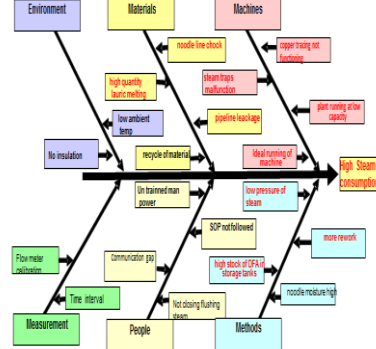 Environment
Materials
Machines
noodle line chock
copper tracing not
functioning
steam traps
malfunction
high quantity
lauric melting
plant running at low
capacity
low ambient
temp
pipeline leackage
No insulation
recycle of material
Ideal running of
machine
High Steam
consumption
Un trainned man
power
low pressure of
steam
SOP not followed
more rework
Flow meter
Communication gap
high stock of DFA in
storage tanks
Time interval
Not closing flushing
steam
noodle moisture high
Measurement
People
Methods